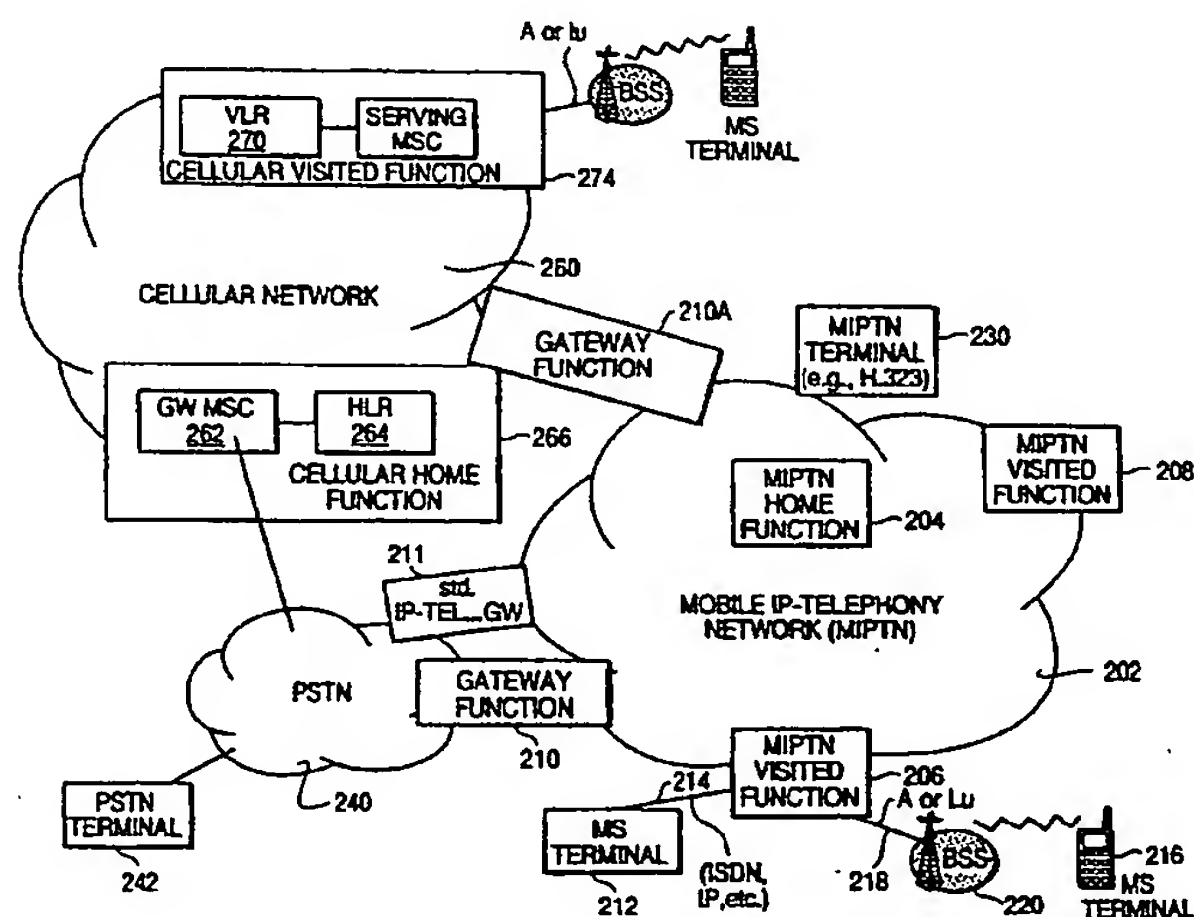 A or Iu
BSS
MS
TERMINAL
VLR
270
SERVING
MSC
CELLULAR VISITED FUNCTION
274
260
CELLULAR NETWORK
210A
GATEWAY
FUNCTION
MIPTN
TERMINAL
(e.g., H.323)
230
GW MSC
262
HLR
264
266
CELLULAR HOME
FUNCTION
MIPTN
HOME
FUNCTION
204
MIPTN
VISITED
FUNCTION
208
211
std.
IP-TEL...GW
MOBILE IP-TELEPHONY
NETWORK (MIPTN)
202
PSTN
GATEWAY
FUNCTION
210
MIPTN
VISITED
FUNCTION
206
214
240
PSTN
TERMINAL
242
MS
TERMINAL
212
(ISDN,
IP,etc.)
A or Lu
218
BSS
220
216
MS
TERMINAL